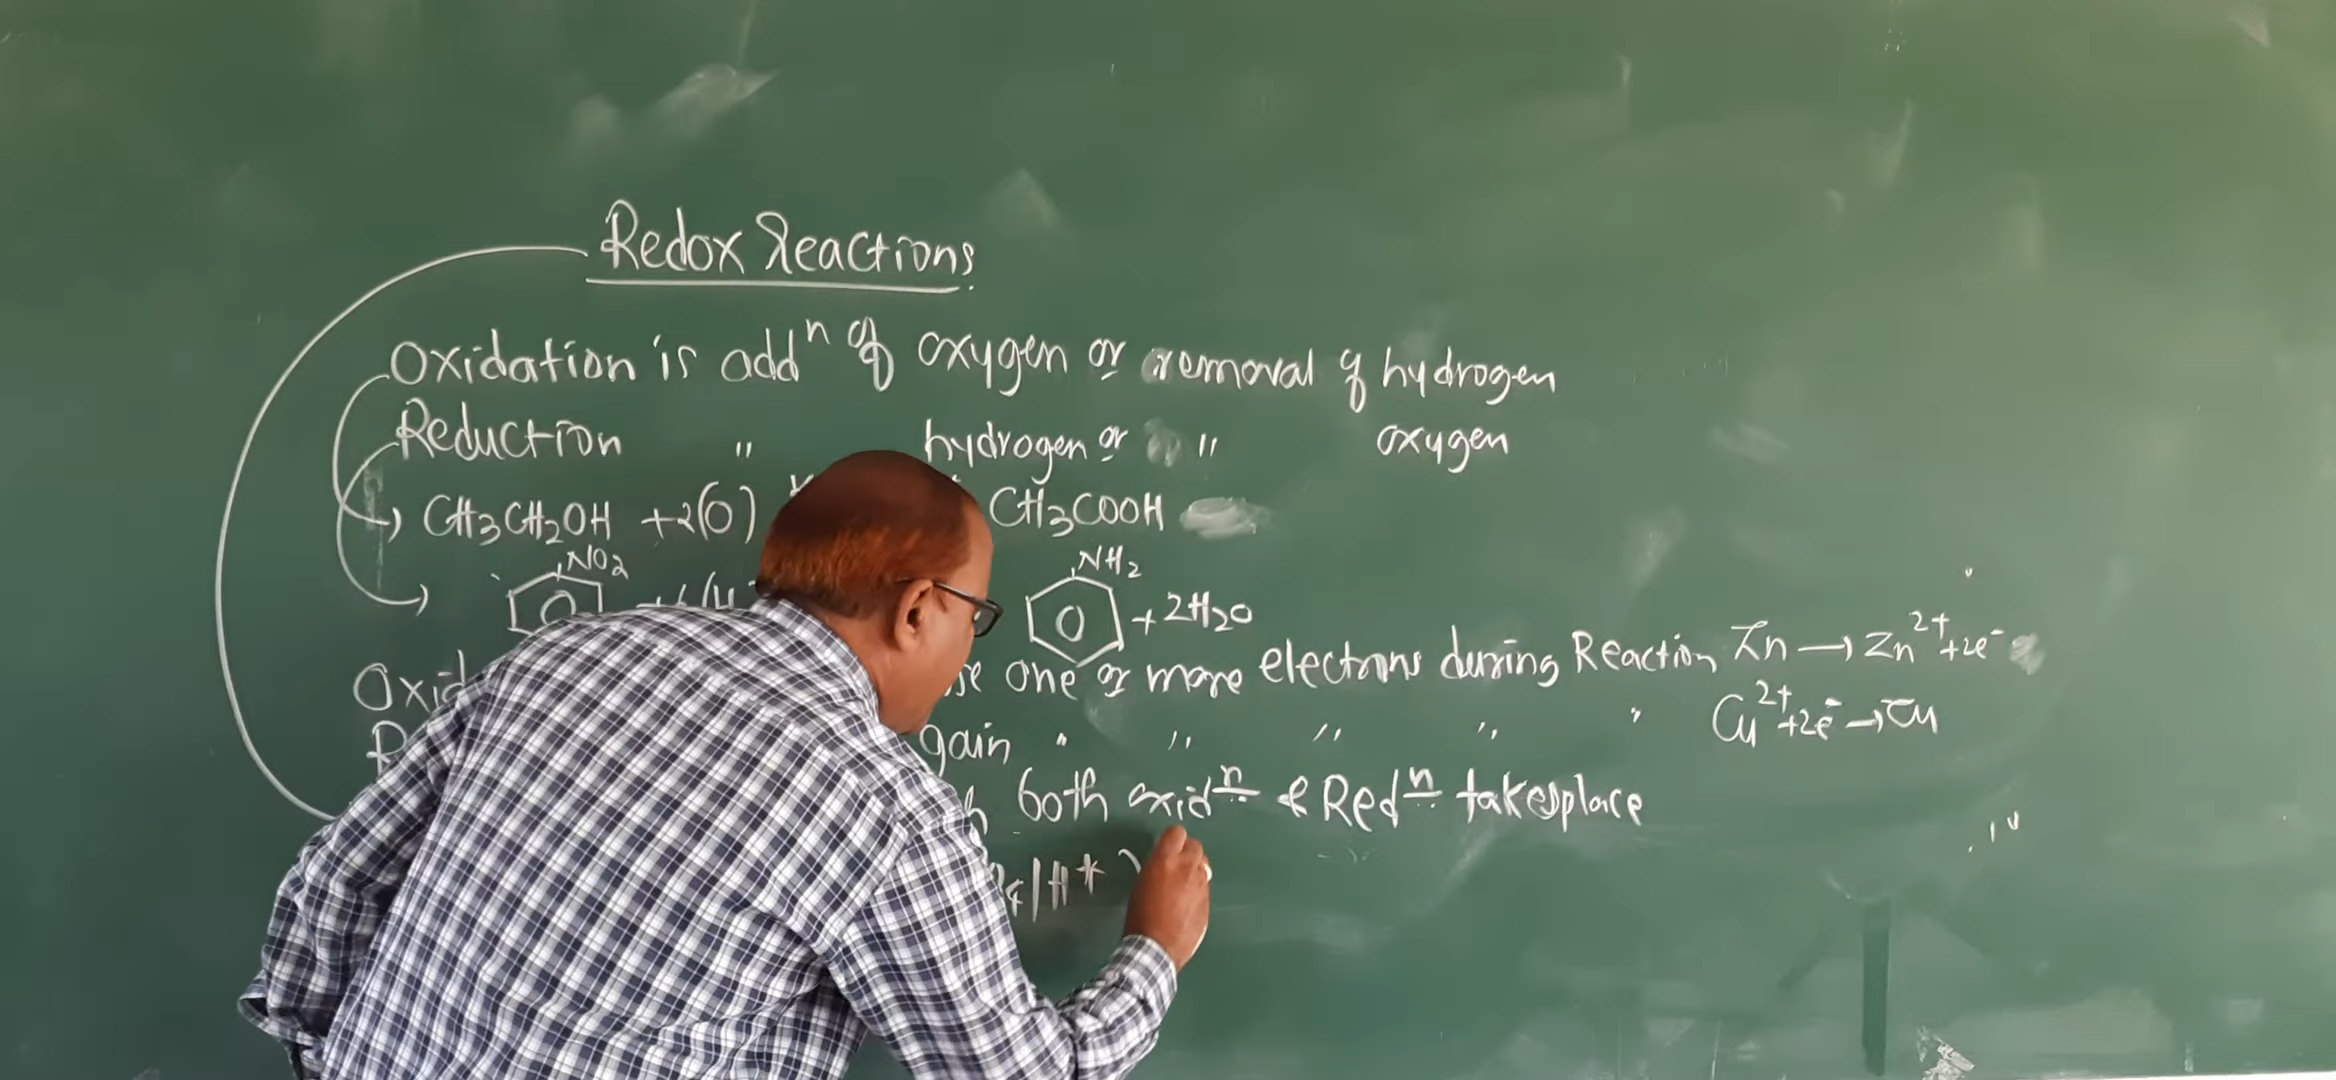 Redox Reactions
Oxidation is addⁿ of oxygen or removal of hydrogen
Reduction " hydrogen or " oxygen
CH₃CH₂OH + 2(O) CH₃COOH
NO₂ NH₂ + 2H₂O
one or more electrons during Reaction Zn → Zn²⁺ + 2e⁻
gain " " " " " Cu²⁺ + 2e⁻ → Cu
both oxidⁿ & Redⁿ takesplace
/H⁺